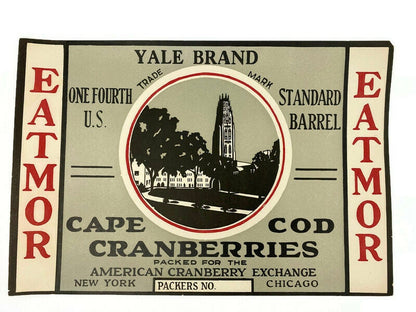 YALE BRAND
TRADE MARK
ONE FOURTH
U.S.
STANDARD
BARREL
EATMOR
EATMOR
CAPE COD
CRANBERRIES
PACKED FOR THE
AMERICAN CRANBERRY EXCHANGE
NEW YORK PACKERS NO. CHICAGO